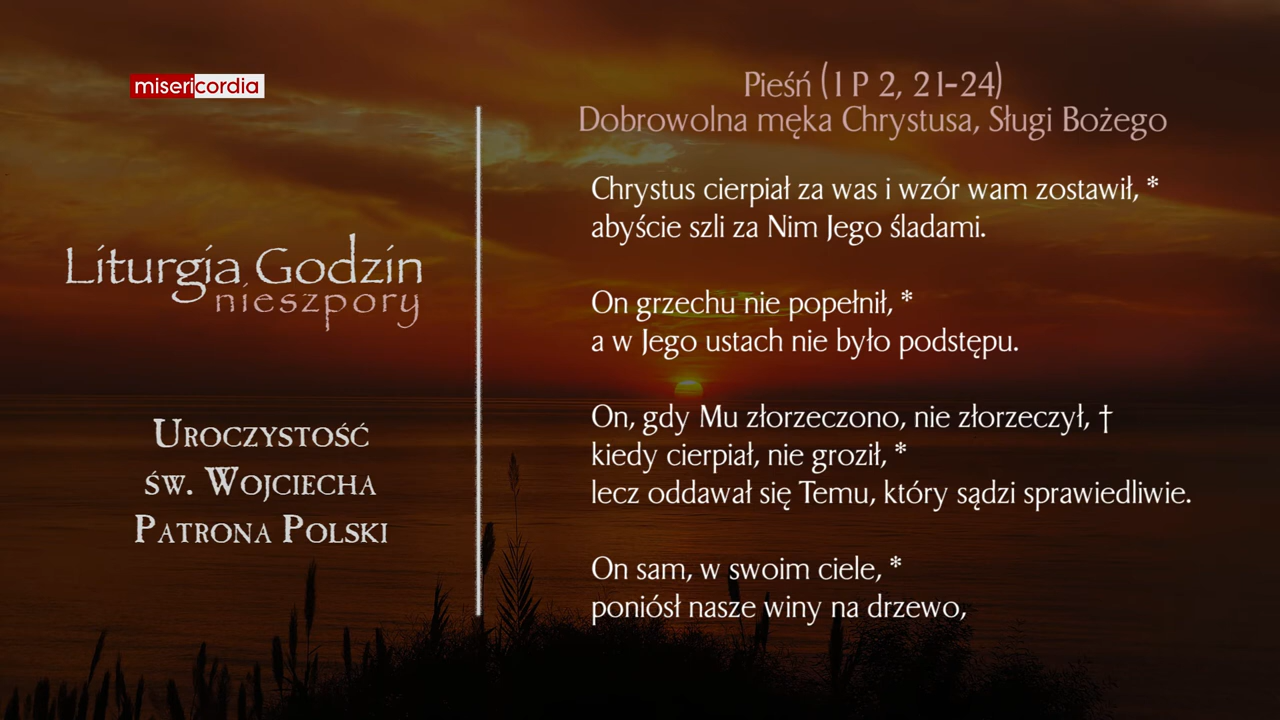 misericordia
Liturgia Godzin
nieszpory
Uroczystość
św. Wojciecha
Patrona Polski
Pieśń (1 P 2, 21-24)
Dobrowolna męka Chrystusa, Sługi Bożego
Chrystus cierpiał za was i wzór wam zostawił, *
abyście szli za Nim Jego śladami.
On grzechu nie popełnił, *
a w Jego ustach nie było podstępu.
On, gdy Mu złorzeczono, nie złorzeczył, †
kiedy cierpiał, nie groził, *
lecz oddawał się Temu, który sądzi sprawiedliwie.
On sam, w swoim ciele, *
poniósł nasze winy na drzewo,